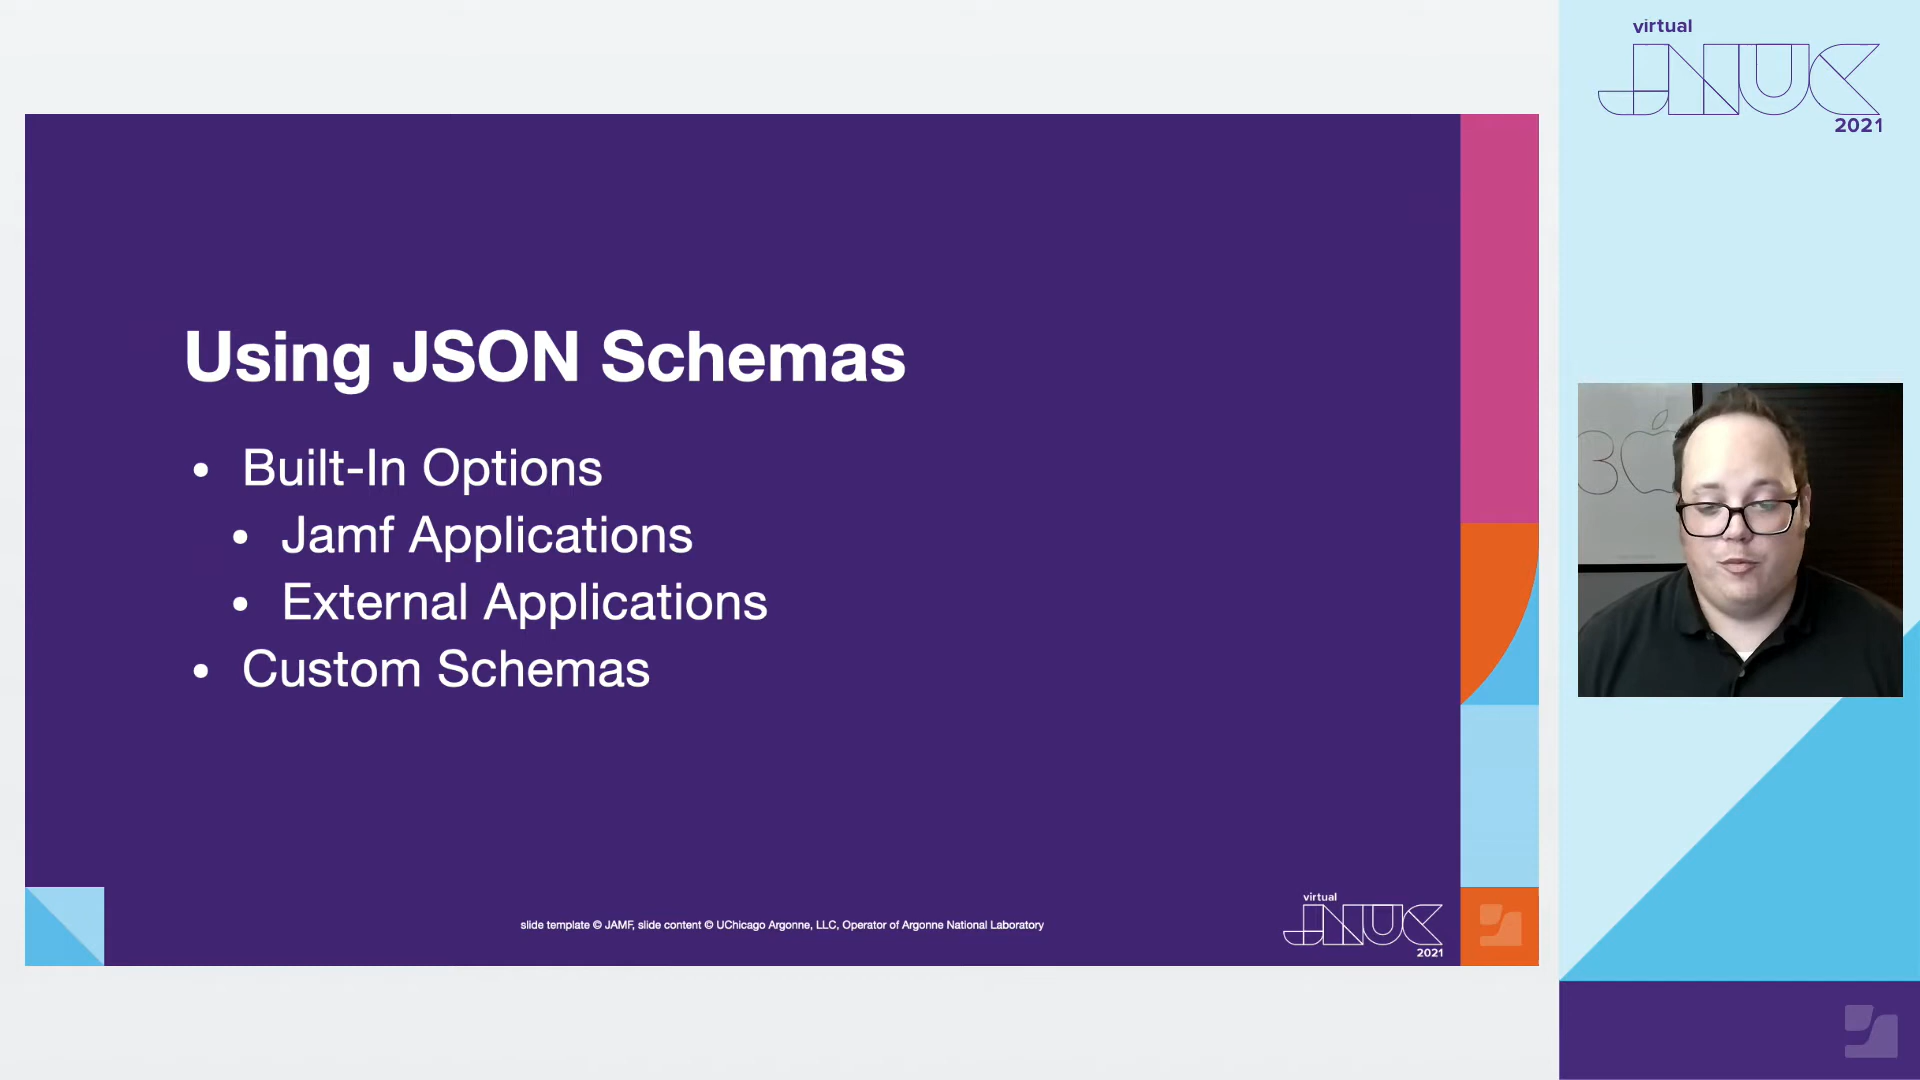 Using JSON Schemas
Built-In Options
Jamf Applications
External Applications
Custom Schemas
slide template © JAMF, slide content © UChicago Argonne, LLC, Operator of Argonne National Laboratory
virtual
JNUC
2021
virtual
JNUC
2021